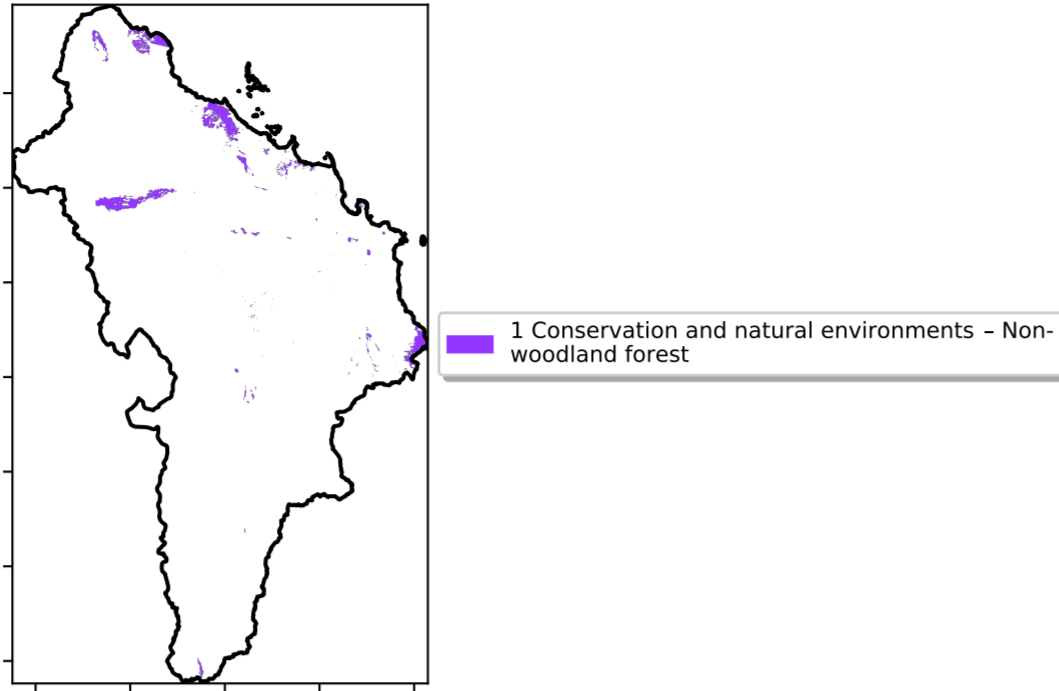 1 Conservation and natural environments – Non-
woodland forest